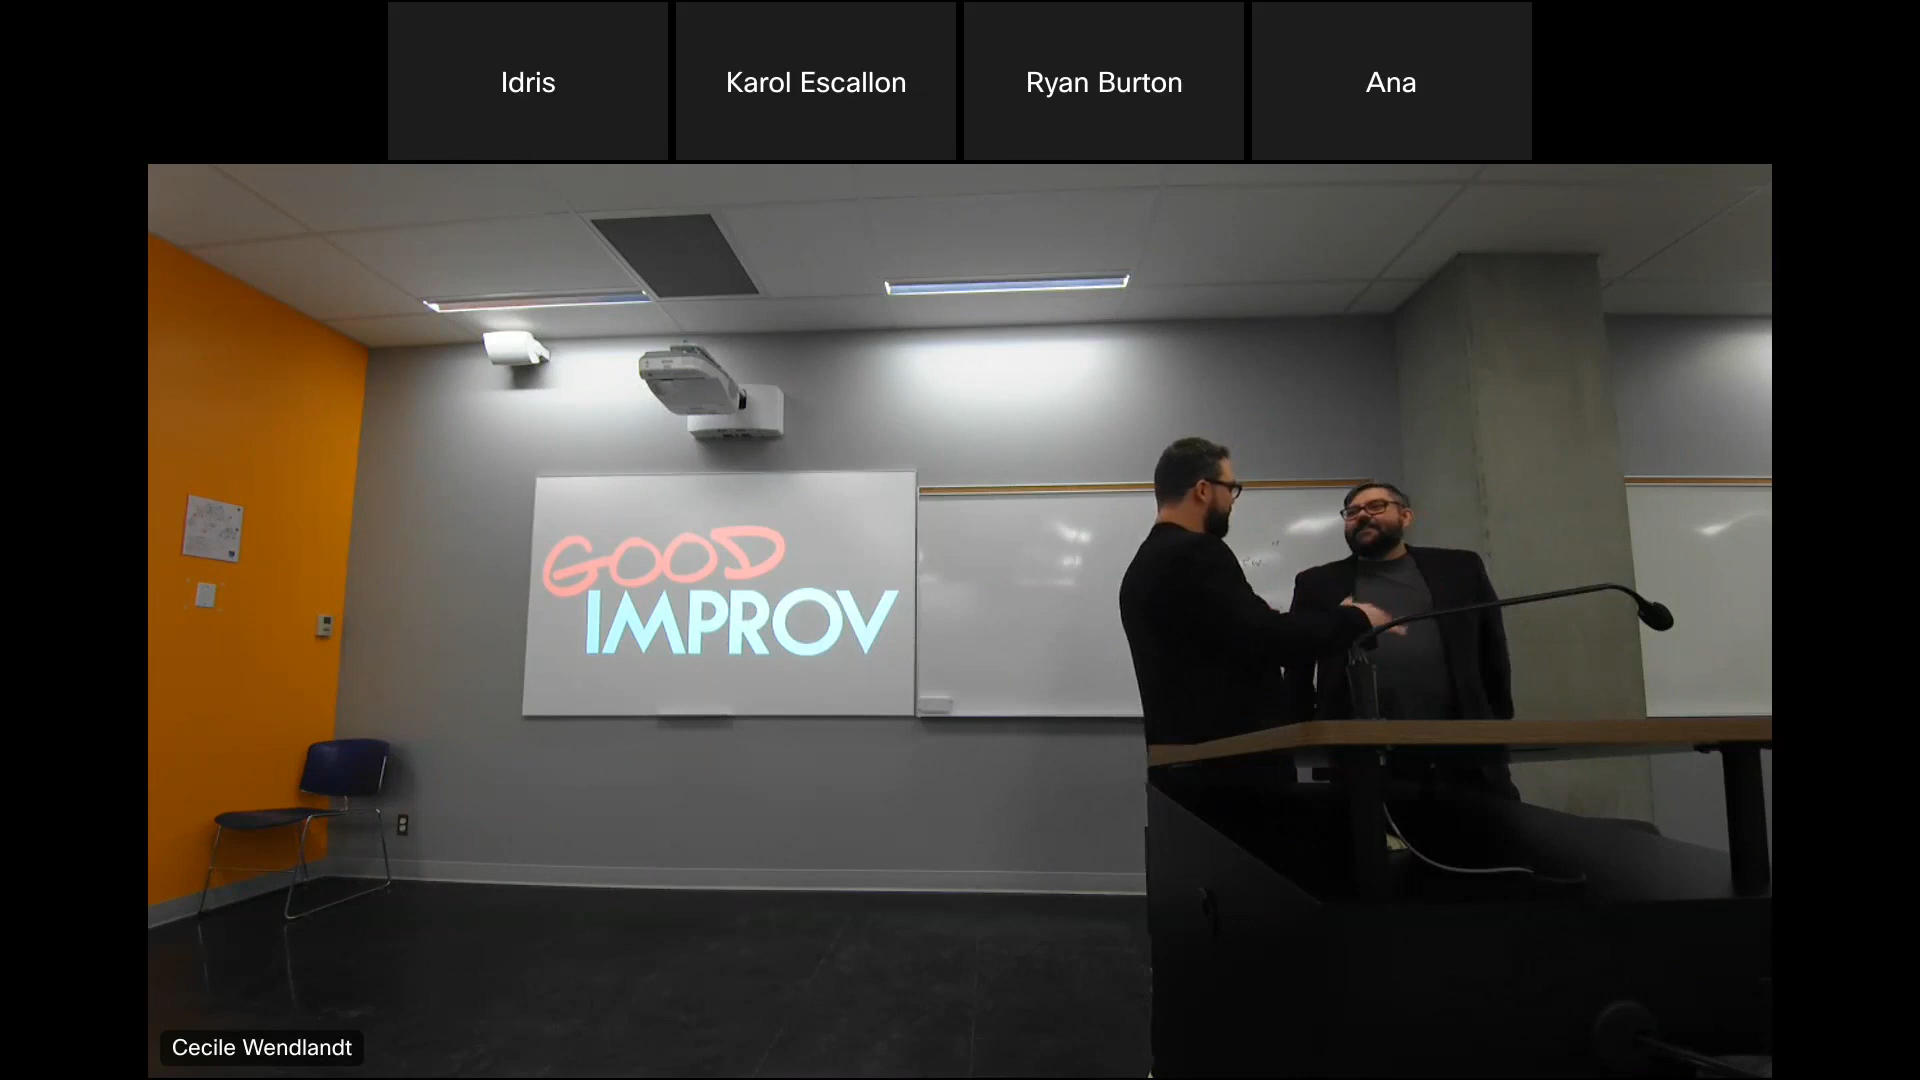 Idris
Karol Escallon
Ryan Burton
Ana
GOOD
IMPROV
Cecile Wendlandt